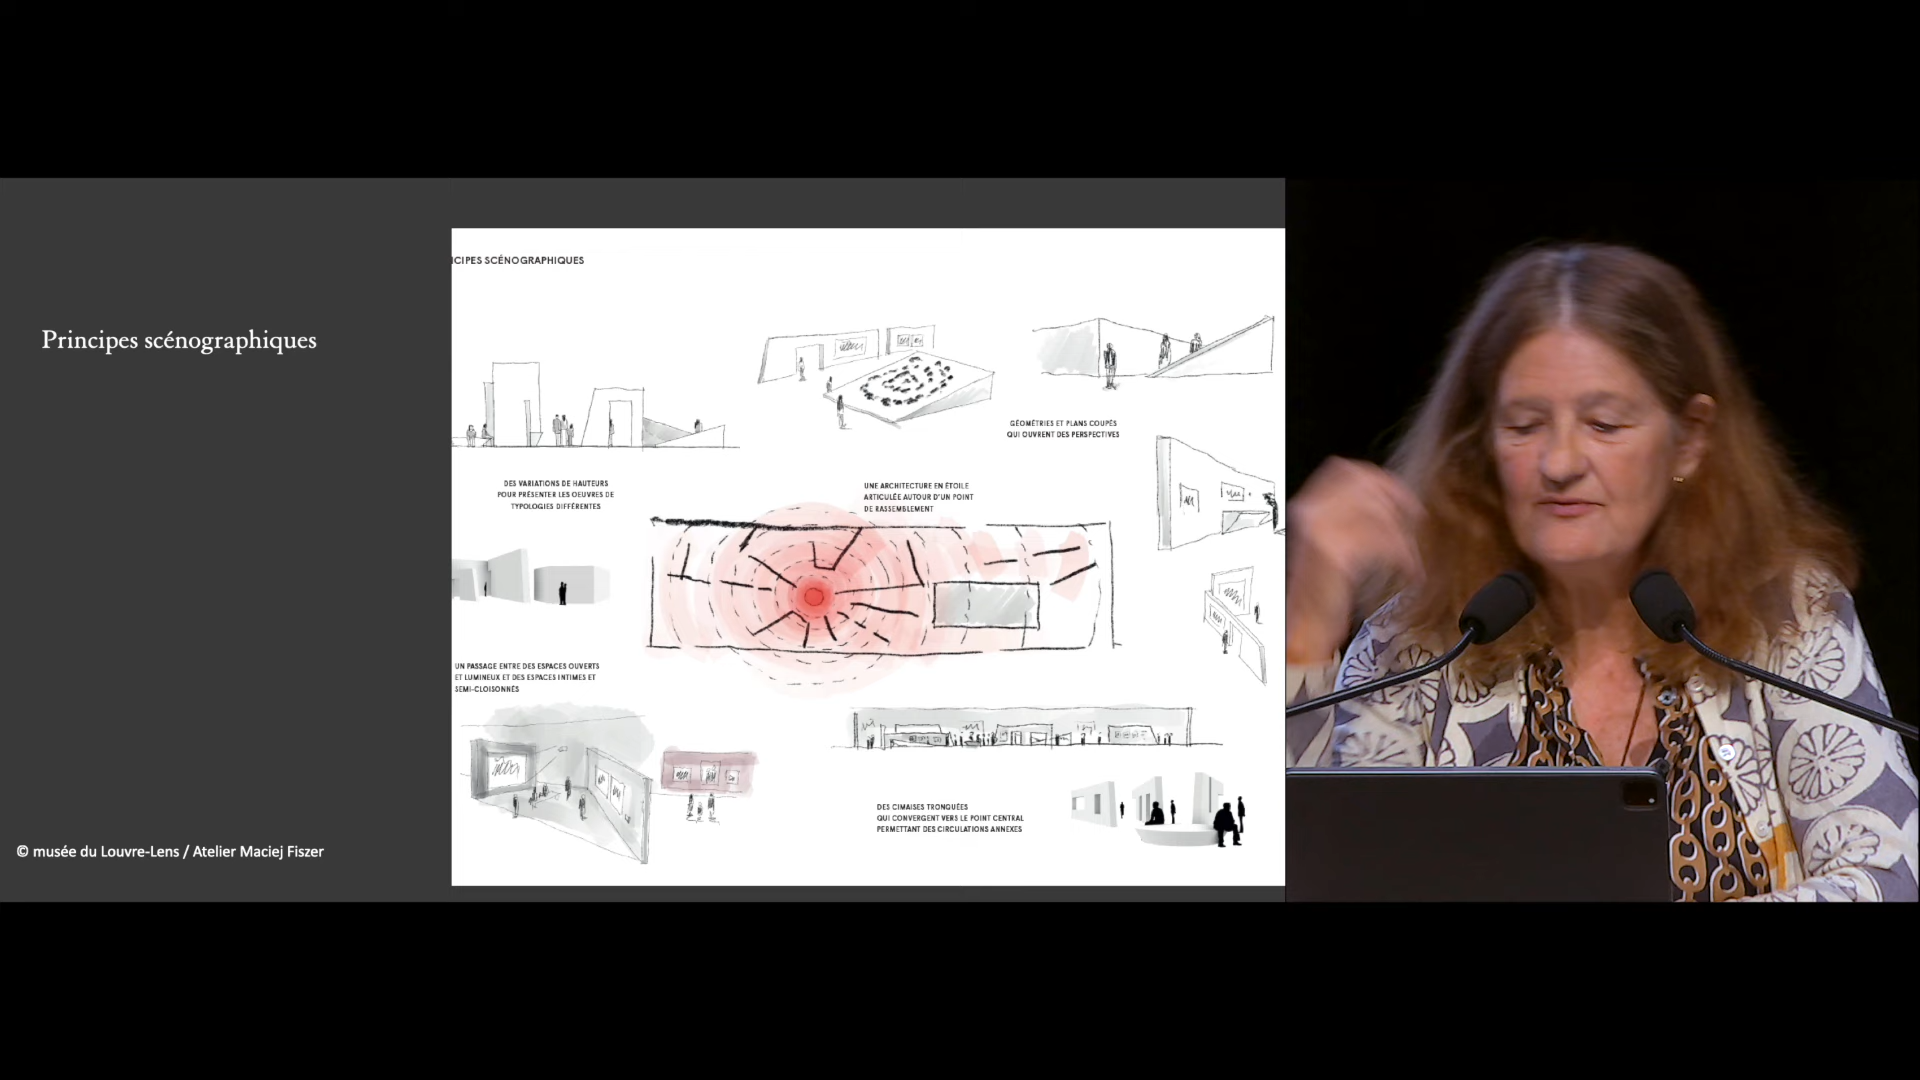 Principes scénographiques
© musée du Louvre-Lens / Atelier Maciej Fiszer
CIPES SCÉNOGRAPHIQUES
GÉOMÉTRIES ET PLANS COUPÉS
QUI OUVRENT DES PERSPECTIVES
DES VARIATIONS DE HAUTEURS
POUR PRÉSENTER LES OEUVRES DE
TYPOLOGIES DIFFÉRENTES
UNE ARCHITECTURE EN ÉTOILE
ARTICULÉE AUTOUR D'UN POINT
DE RASSEMBLEMENT
UN PASSAGE ENTRE DES ESPACES OUVERTS
ET LUMINEUX ET DES ESPACES INTIMES ET
SEMI-CLOISONNÉS
DES CIMAISES TRONQUÉES
QUI CONVERGENT VERS LE POINT CENTRAL
PERMETTANT DES CIRCULATIONS ANNEXES